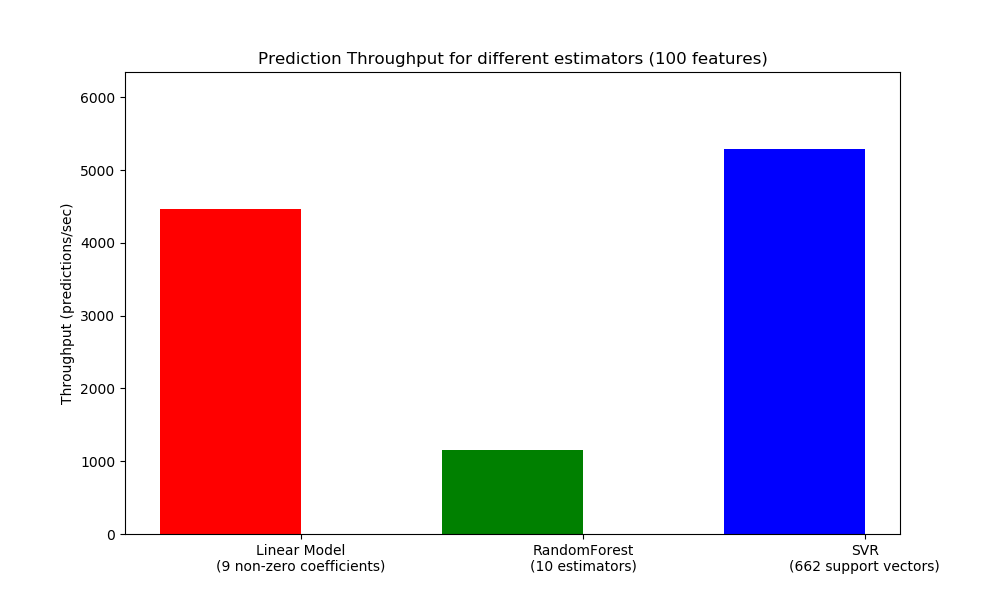 Prediction Throughput for different estimators (100 features)
Throughput (predictions/sec)
6000
5000
4000
3000
2000
1000
0
Linear Model
(9 non-zero coefficients)
RandomForest
(10 estimators)
SVR
(662 support vectors)